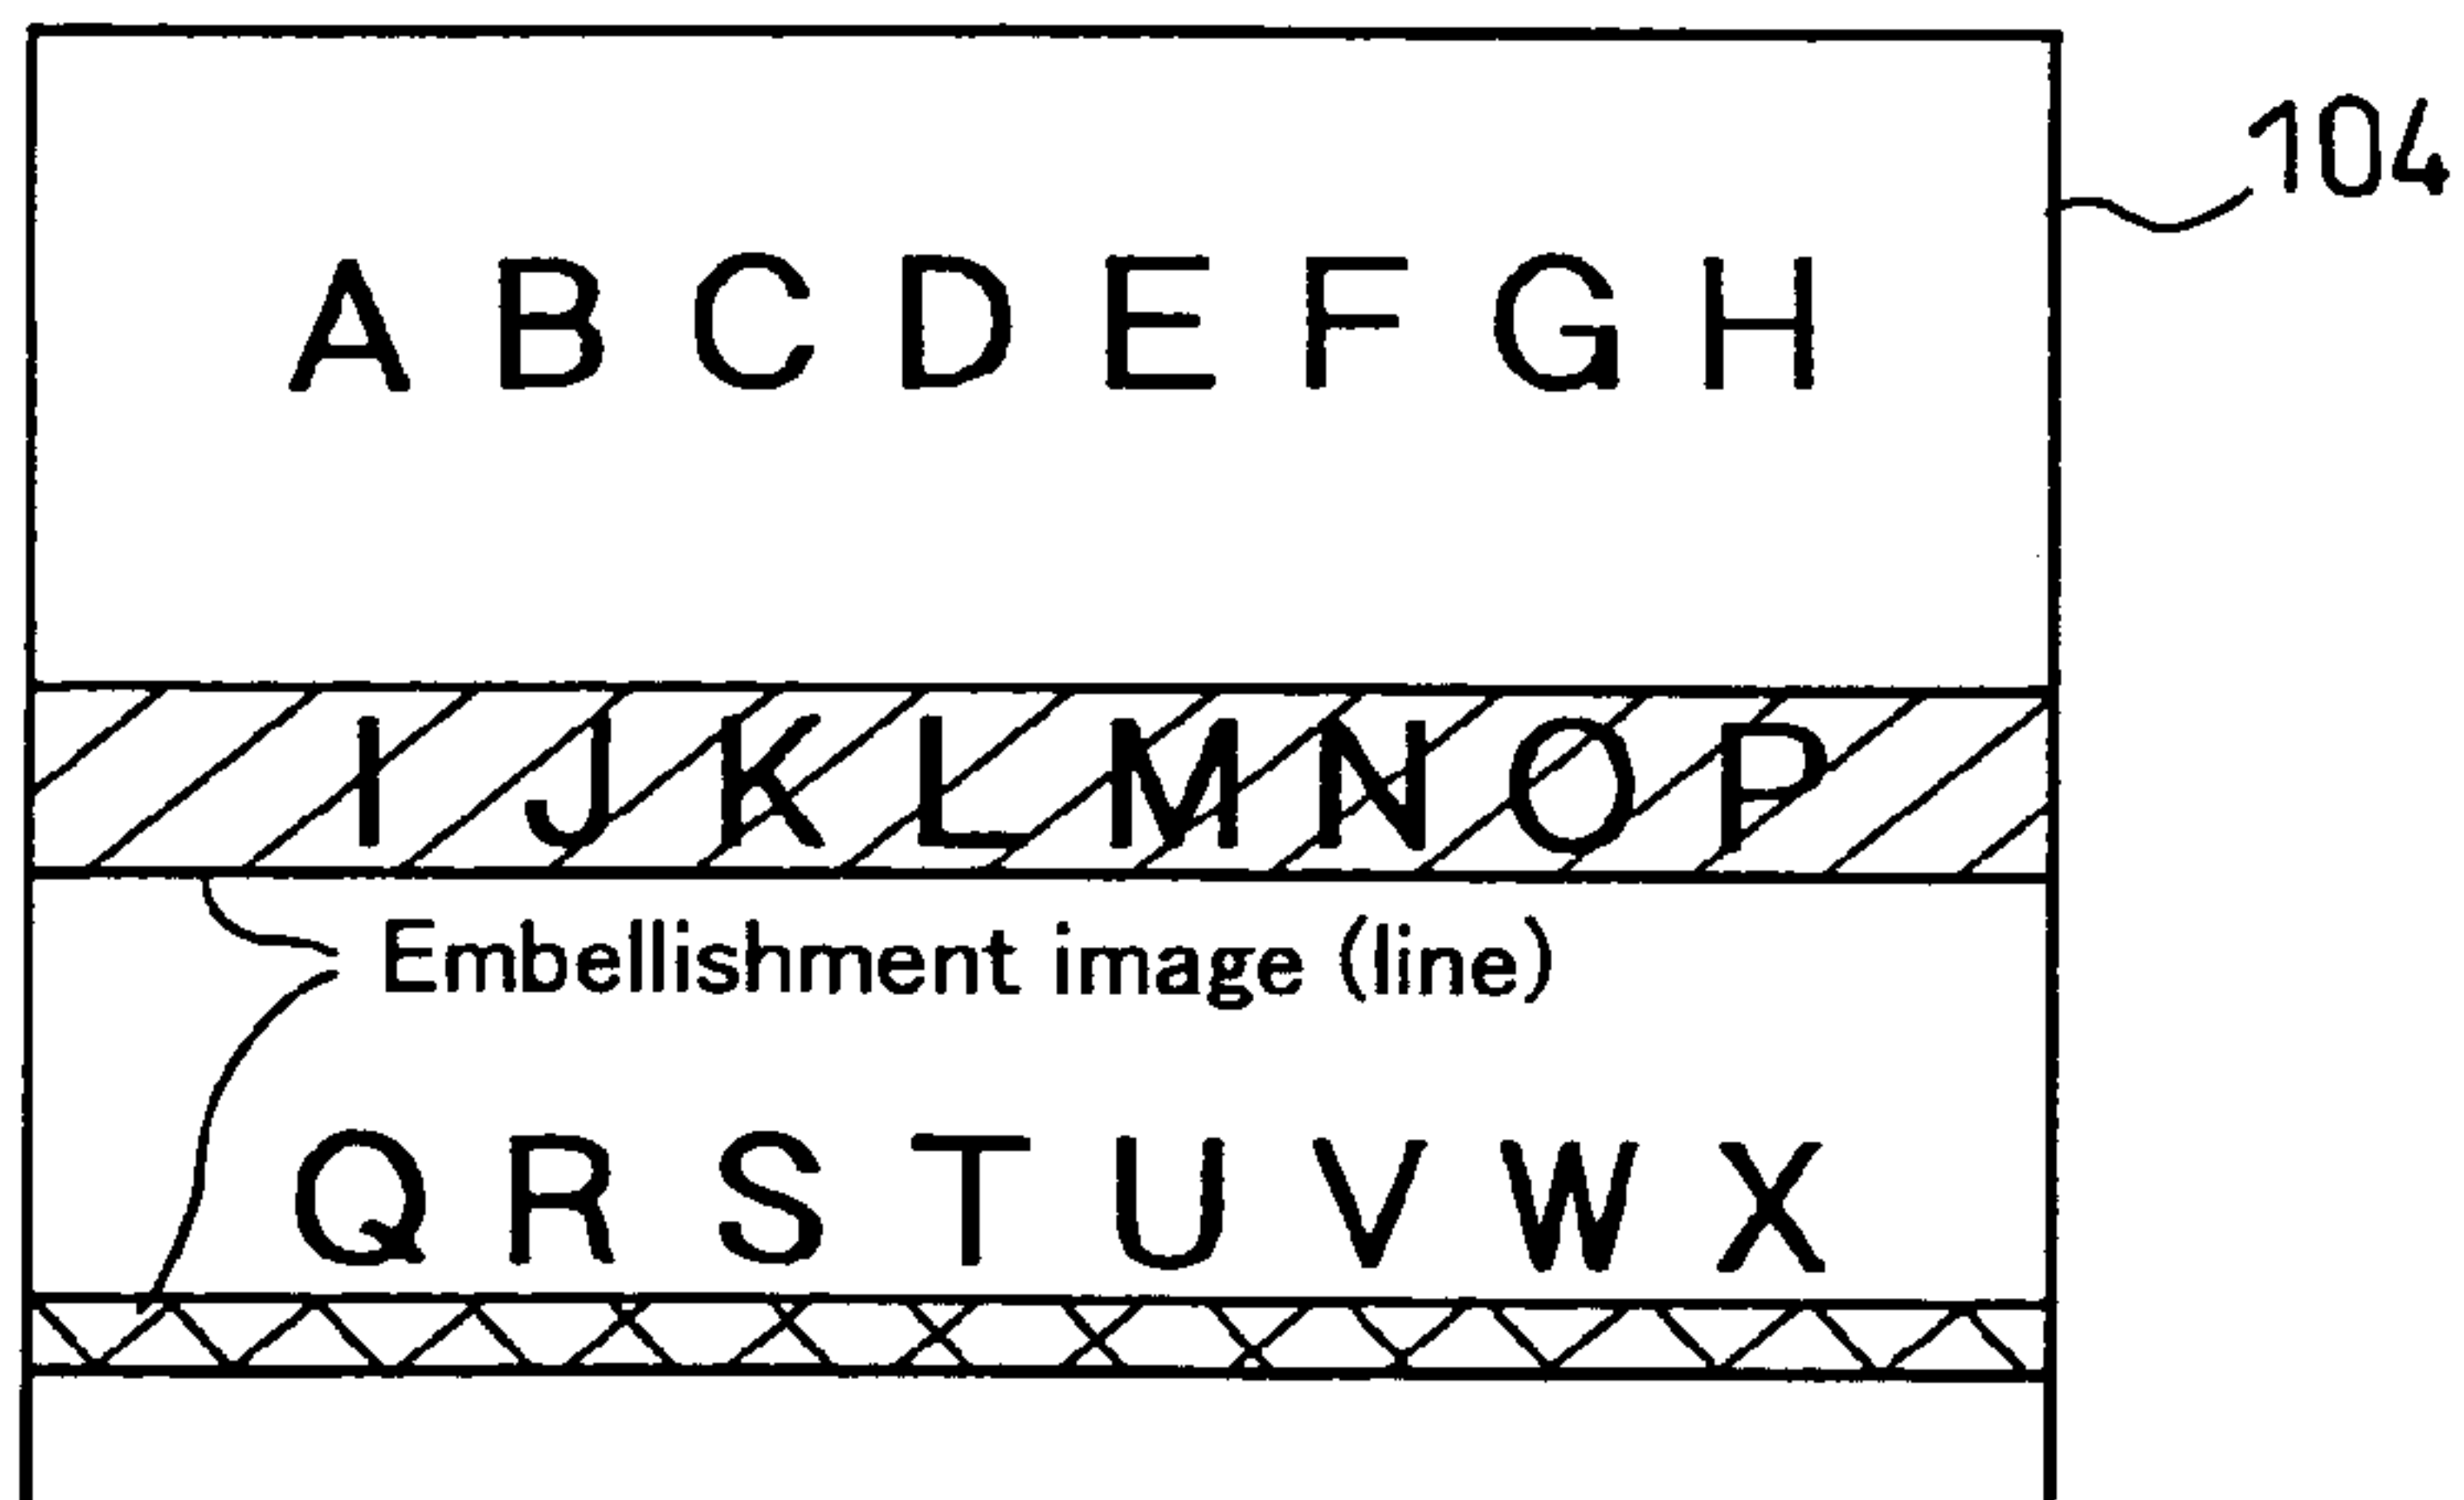 104
A B C D E F G H
I J K L M N O P
Embellishment image (line)
Q R S T U V W X